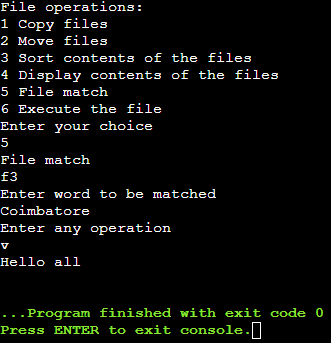 File operations:
1 Copy files
2 Move files
3 Sort contents of the files
4 Display contents of the files
5 File match
6 Execute the file
Enter your choice
5
File match
f3
Enter word to be matched
Coimbatore
Enter any operation
v
Hello all
...Program finished with exit code 0
Press ENTER to exit console.